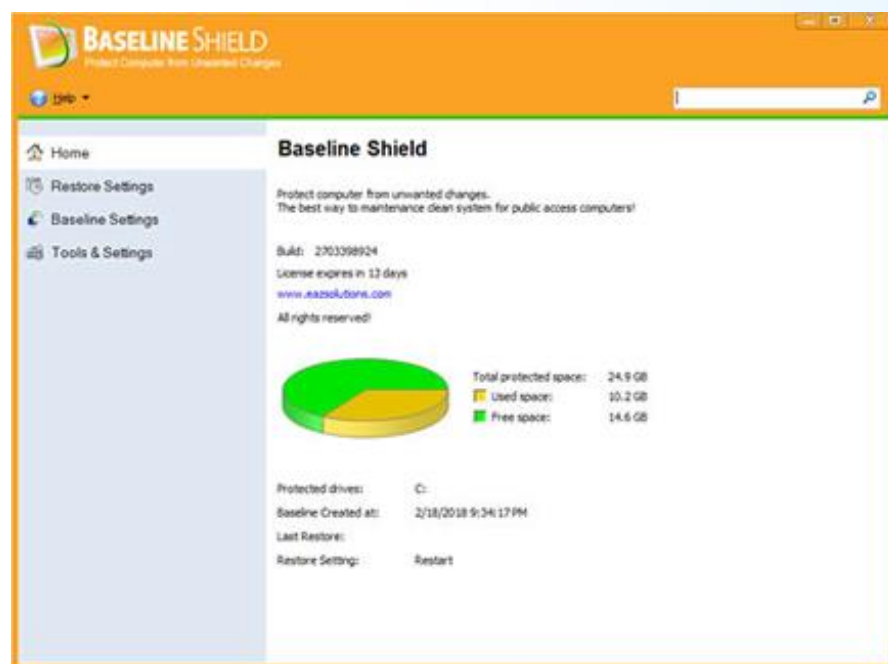 BASELINE SHIELD
Protect Computer from Unwanted Changes
Help
Home
Restore Settings
Baseline Settings
Tools & Settings
Baseline Shield
Protect computer from unwanted changes.
The best way to maintenance clean system for public access computers!
Build: 2703398924
License expires in 13 days
www.eazsolutions.com
All rights reserved!
Total protected space: 24.9 GB
Used space: 10.2 GB
Free space: 14.6 GB
Protected drives: C:
Baseline Created at: 2/18/2018 9:34:17 PM
Last Restore:
Restore Setting: Restart